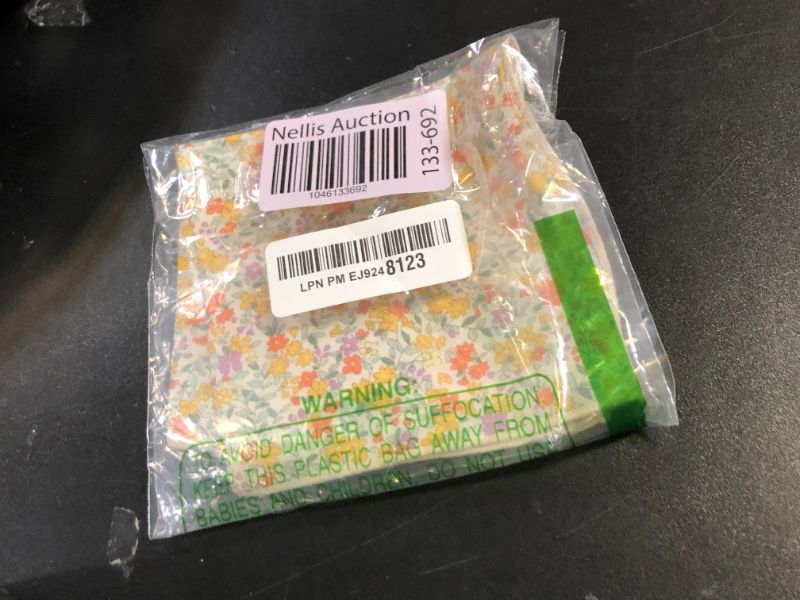 Nellis Auction
1046133692
133-692
LPN PM EJ9248123
WARNING:
TO AVOID DANGER OF SUFFOCATION
KEEP THIS PLASTIC BAG AWAY FROM
BABIES AND CHILDREN. DO NOT USE